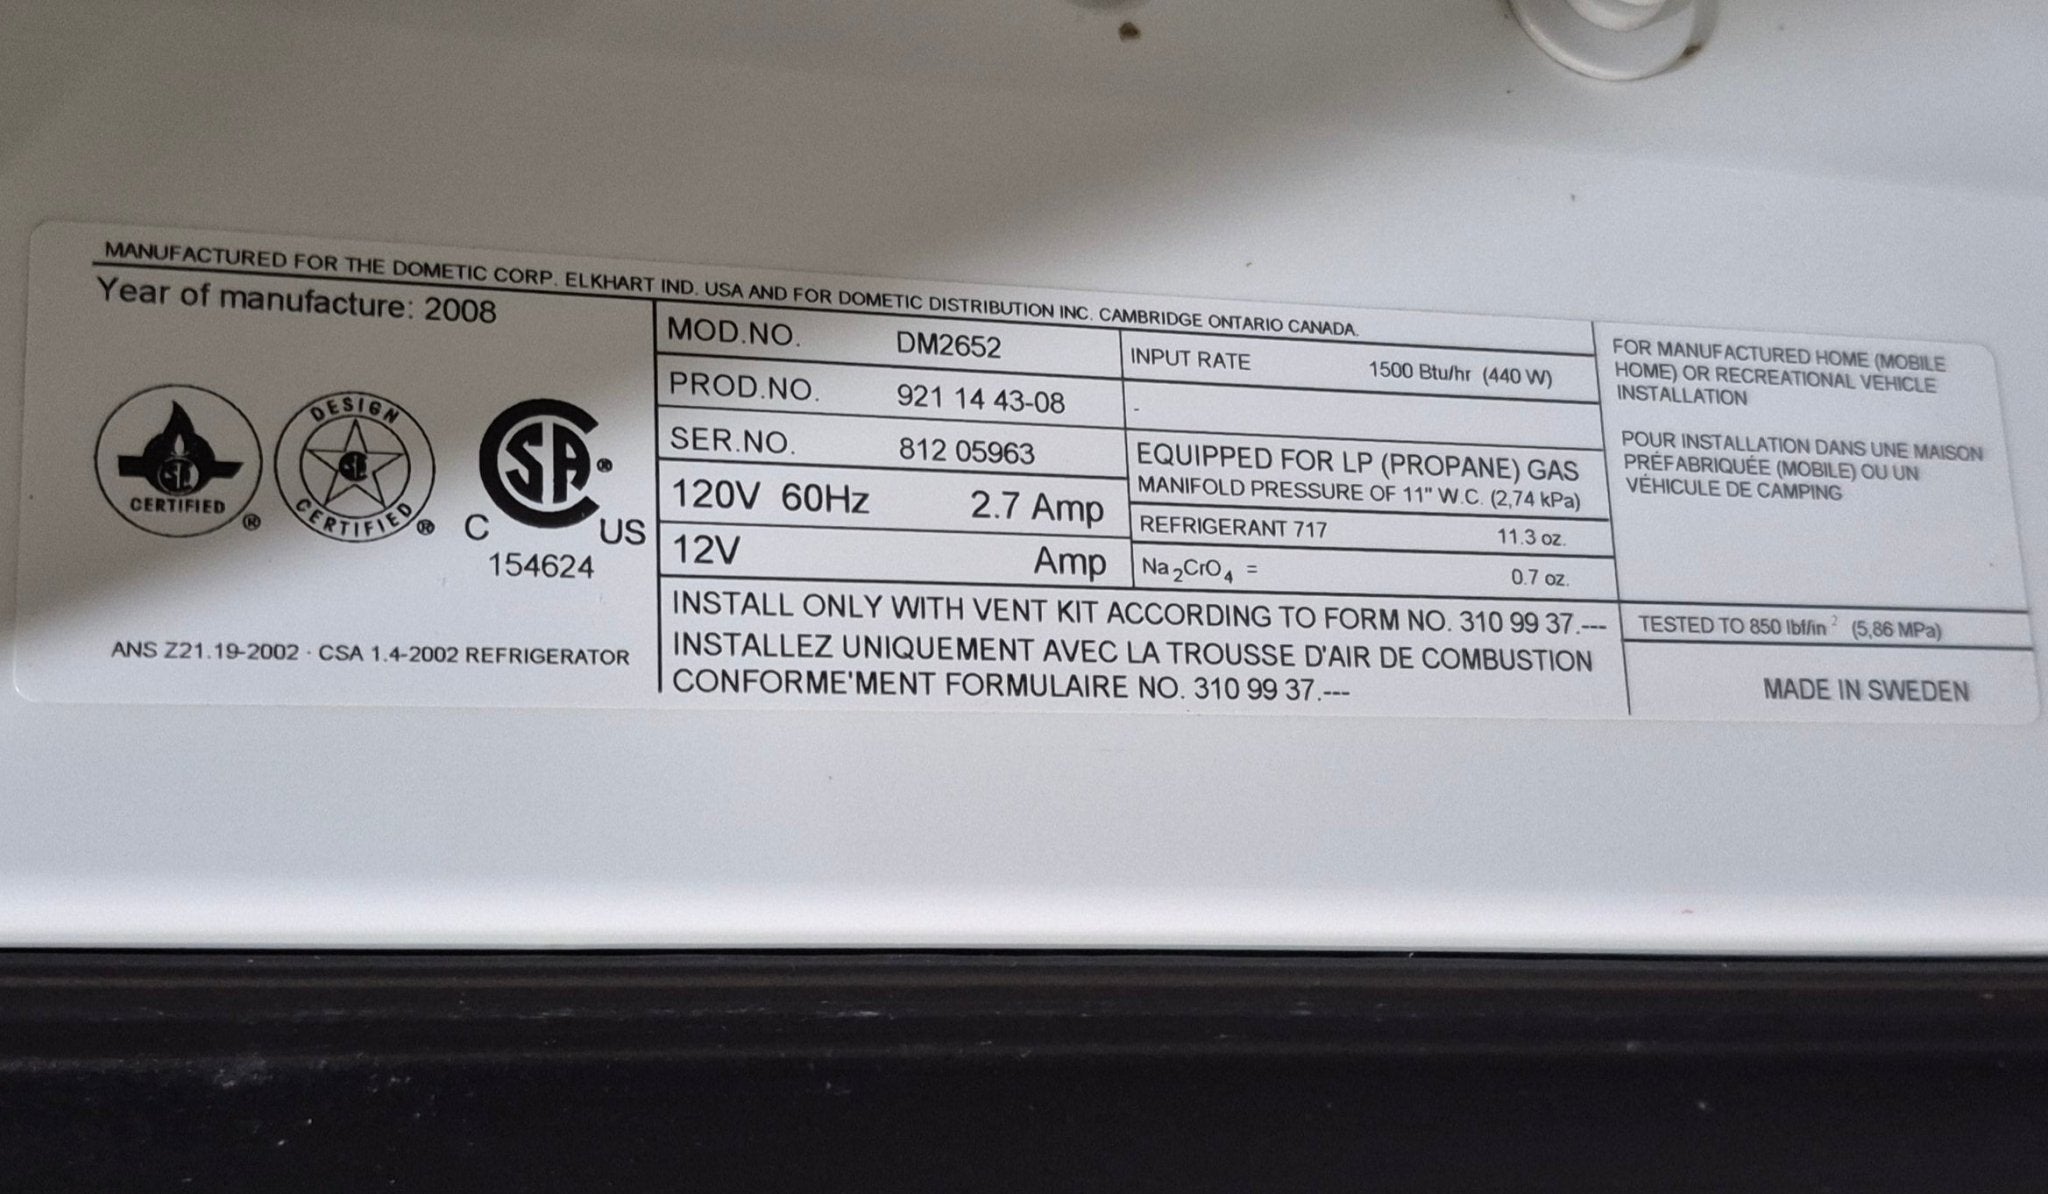 MANUFACTURED FOR THE DOMETIC CORP. ELKHART IND. USA AND FOR DOMETIC DISTRIBUTION INC. CAMBRIDGE ONTARIO CANADA.
Year of manufacture: 2008
CERTIFIED ®
DESIGN CERTIFIED ®
SA ®
C US
154624
ANS Z21.19-2002 · CSA 1.4-2002 REFRIGERATOR
MOD.NO. DM2652
PROD.NO. 921 14 43-08
SER.NO. 812 05963
120V 60Hz 2.7 Amp
12V Amp
INPUT RATE 1500 Btu/hr (440 W)
-
EQUIPPED FOR LP (PROPANE) GAS
MANIFOLD PRESSURE OF 11" W.C. (2,74 kPa)
REFRIGERANT 717 11.3 oz.
Na₂CrO₄ = 0.7 oz.
INSTALL ONLY WITH VENT KIT ACCORDING TO FORM NO. 310 99 37.---
INSTALLEZ UNIQUEMENT AVEC LA TROUSSE D'AIR DE COMBUSTION
CONFORME'MENT FORMULAIRE NO. 310 99 37.---
FOR MANUFACTURED HOME (MOBILE
HOME) OR RECREATIONAL VEHICLE
INSTALLATION
POUR INSTALLATION DANS UNE MAISON
PRÉFABRIQUÉE (MOBILE) OU UN
VÉHICULE DE CAMPING
TESTED TO 850 lbf/in² (5,86 MPa)
MADE IN SWEDEN